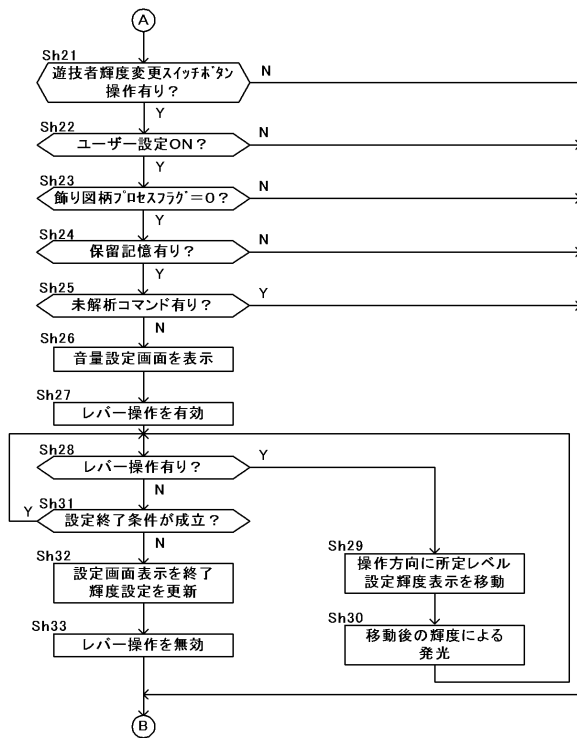 A
Sh21
遊技者輝度変更スイッチボタン
操作有り?
N
Y
Sh22
ユーザー設定ON?
N
Y
Sh23
飾り図柄プロセスフラグ=0?
N
Y
Sh24
保留記憶有り?
N
Y
Sh25
未解析コマンド有り?
Y
N
Sh26
音量設定画面を表示
Sh27
レバー操作を有効
Sh28
レバー操作有り?
Y
N
Sh31
設定終了条件が成立?
Y
N
Sh32
設定画面表示を終了
輝度設定を更新
Sh33
レバー操作を無効
Sh29
操作方向に所定レベル
設定輝度表示を移動
Sh30
移動後の輝度による
発光
B